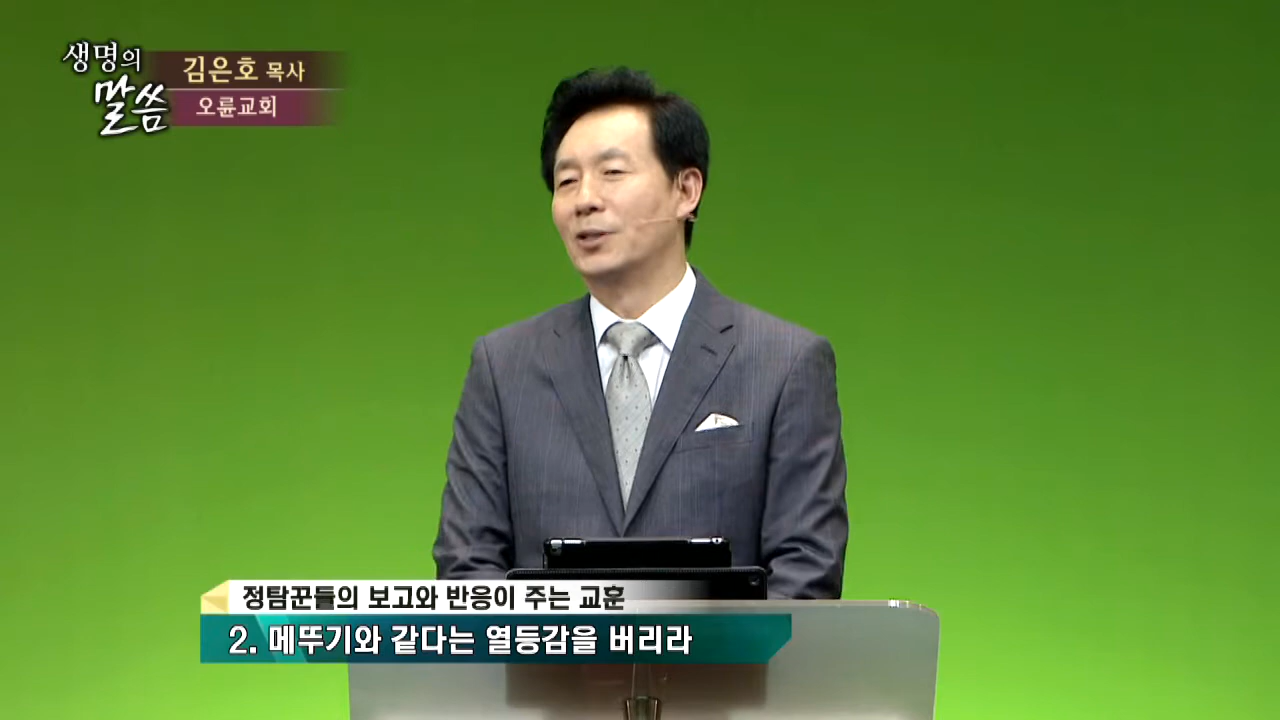 생명의
말씀
김은호 목사
오륜교회
정탐꾼들의 보고와 반응이 주는 교훈
2. 메뚜기와 같다는 열등감을 버리라